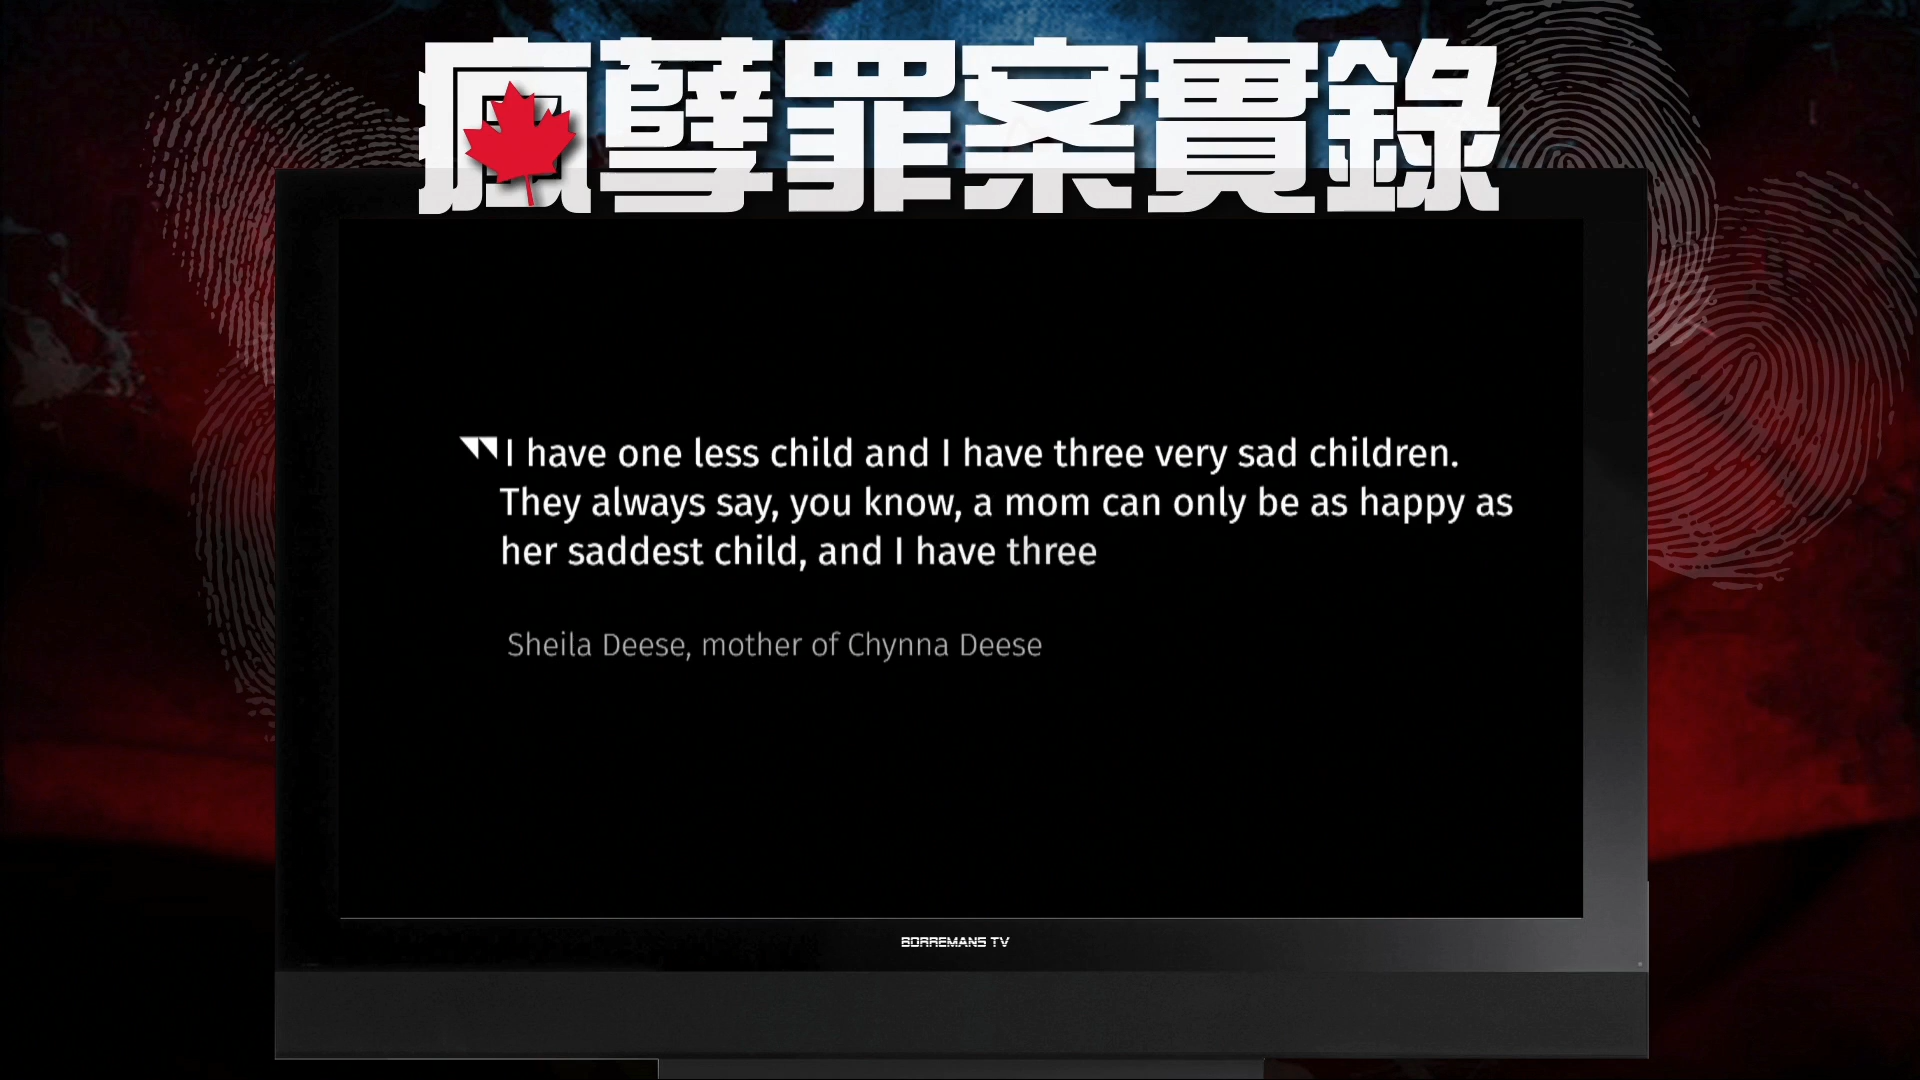 瘋孽罪案實錄
I have one less child and I have three very sad children.
They always say, you know, a mom can only be as happy as
her saddest child, and I have three
Sheila Deese, mother of Chynna Deese
BORREMANS TV